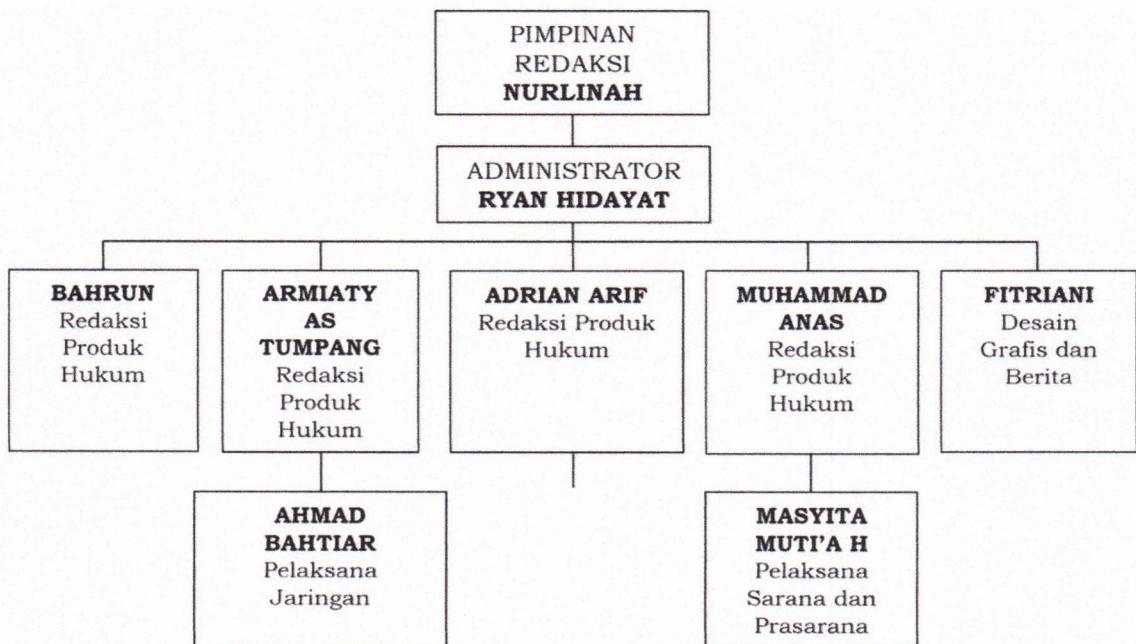 PIMPINAN
REDAKSI
NURLINAH
ADMINISTRATOR
RYAN HIDAYAT
BAHRUN
Redaksi
Produk
Hukum
ARMIATY
AS
TUMPANG
Redaksi
Produk
Hukum
ADRIAN ARIF
Redaksi Produk
Hukum
MUHAMMAD
ANAS
Redaksi
Produk
Hukum
FITRIANI
Desain
Grafis dan
Berita
AHMAD
BAHTIAR
Pelaksana
Jaringan
MASYITA
MUTI’A H
Pelaksana
Sarana dan
Prasarana